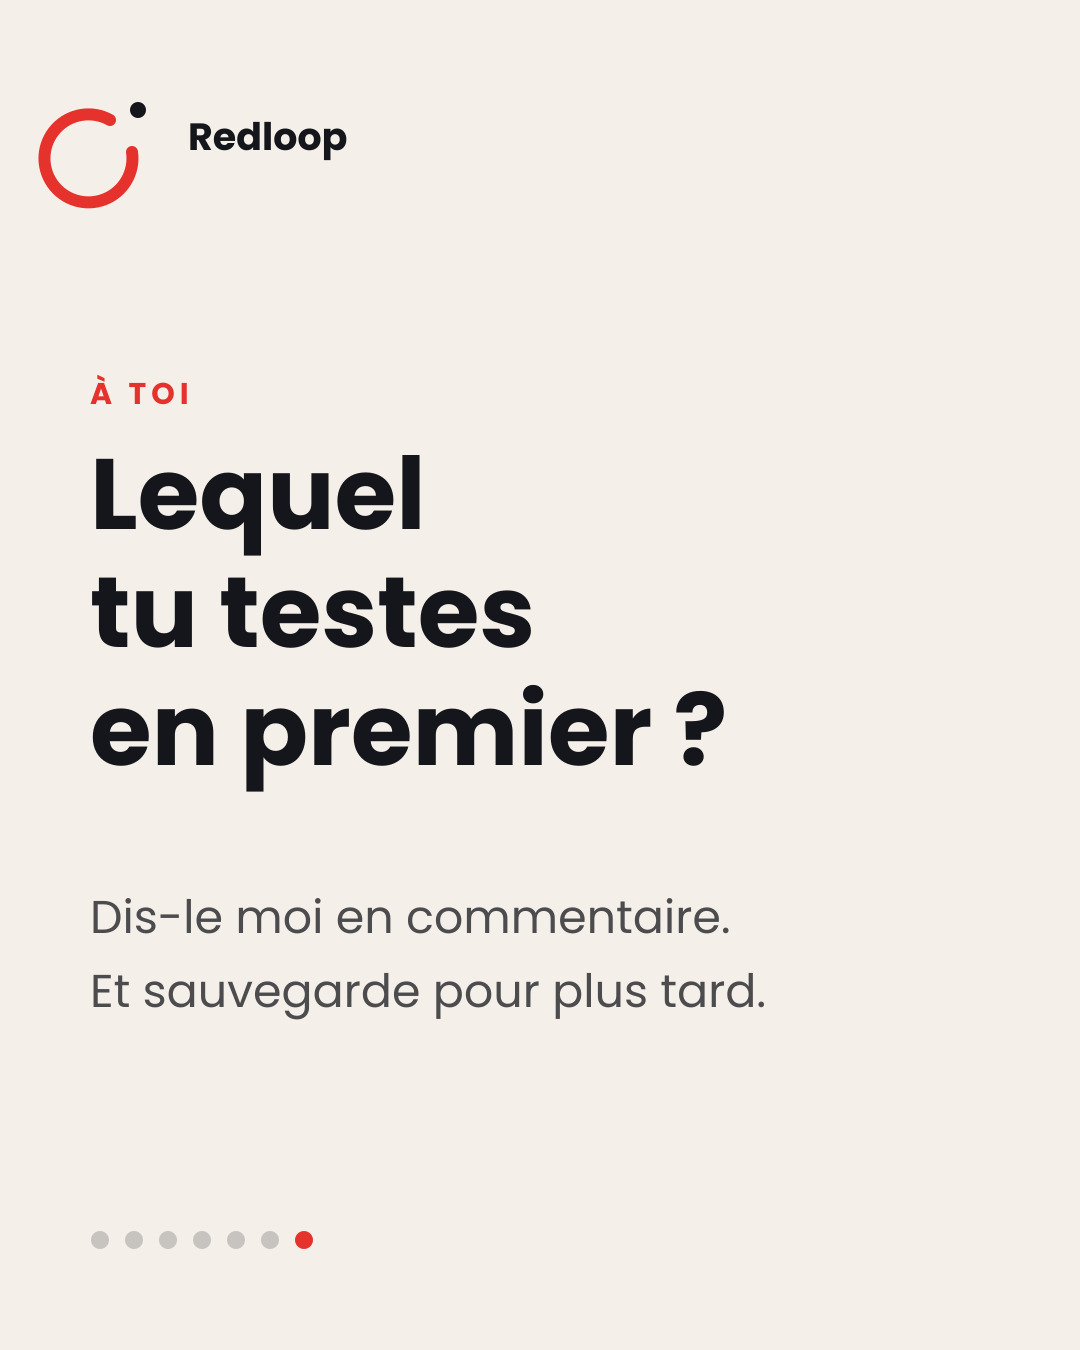 Redloop
À TOI
Lequel
tu testes
en premier ?
Dis-le moi en commentaire.
Et sauvegarde pour plus tard.